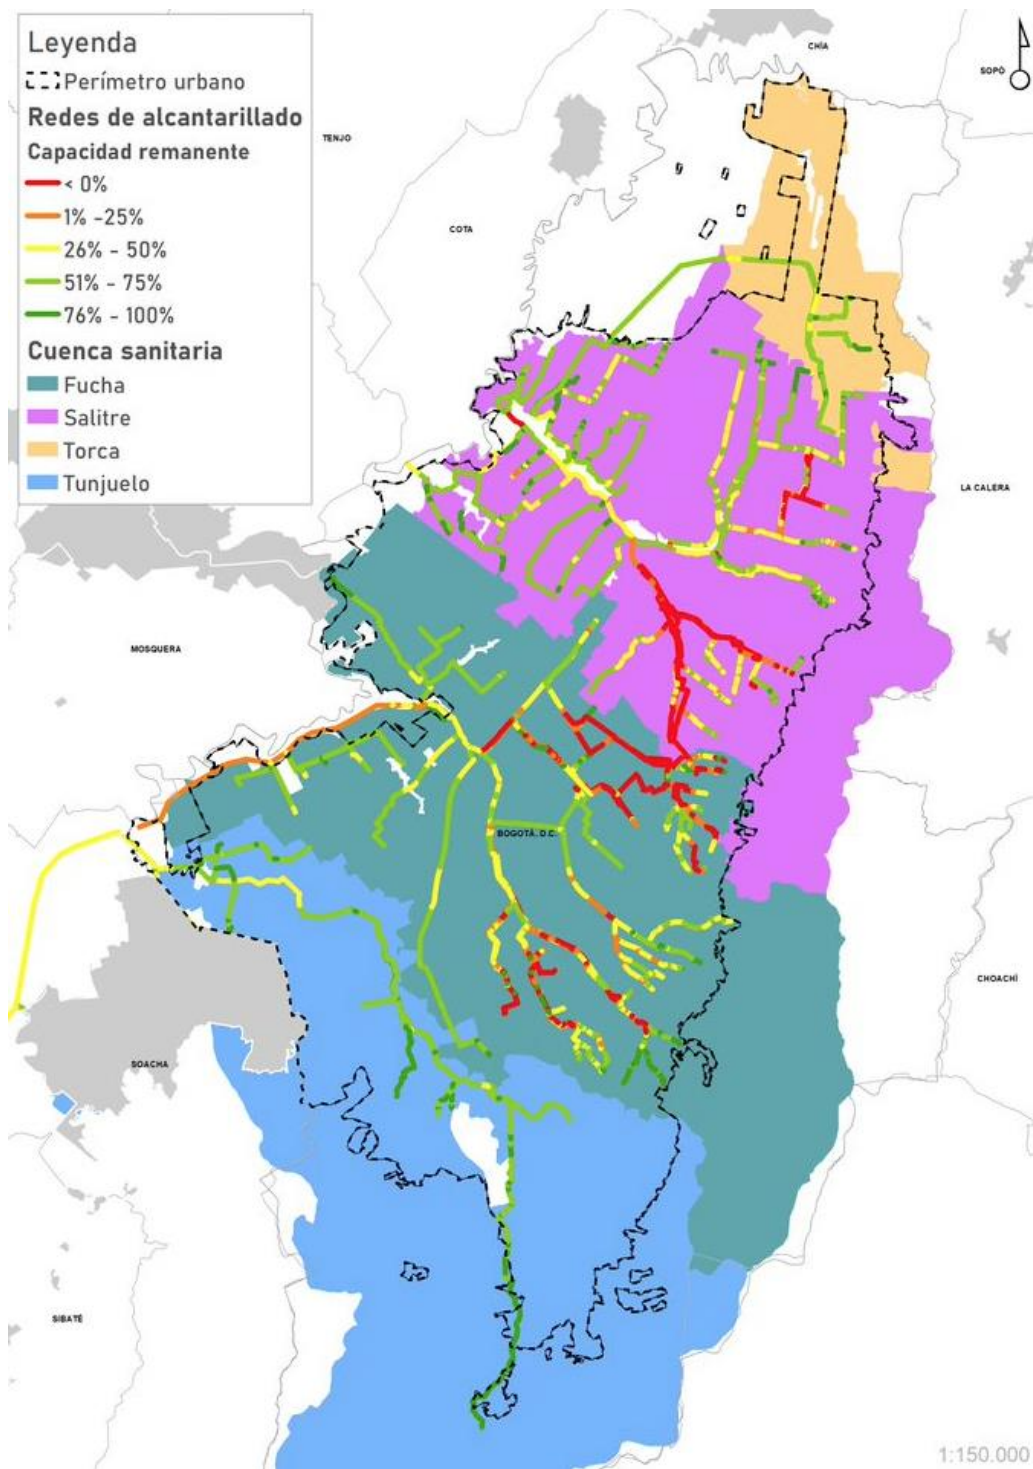 Leyenda
Perímetro urbano
Redes de alcantarillado
Capacidad remanente
< 0%
1% -25%
26% - 50%
51% - 75%
76% - 100%
Cuenca sanitaria
Fucha
Salitre
Torca
Tunjuelo
CHÍA
SOPÓ
TENJO
COTA
LA CALERA
MOSQUERA
BOGOTÁ, D.C.
CHOACHÍ
SOACHA
SIBATÉ
1:150.000